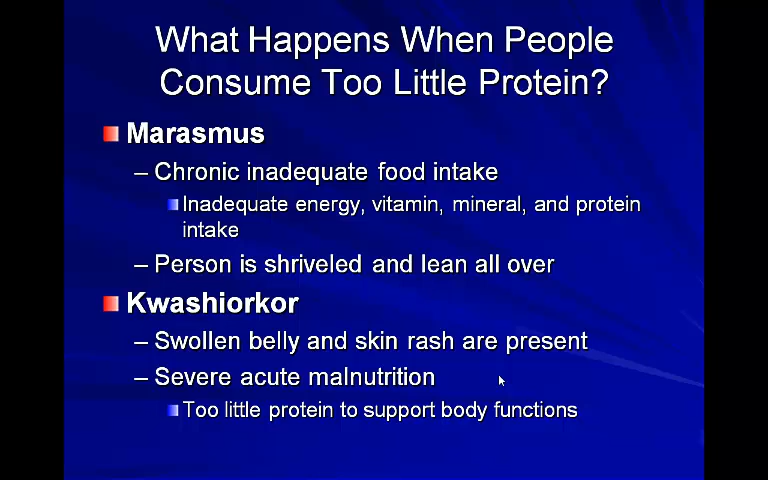 What Happens When People
Consume Too Little Protein?
Marasmus
– Chronic inadequate food intake
Inadequate energy, vitamin, mineral, and protein
intake
– Person is shriveled and lean all over
Kwashiorkor
– Swollen belly and skin rash are present
– Severe acute malnutrition
Too little protein to support body functions